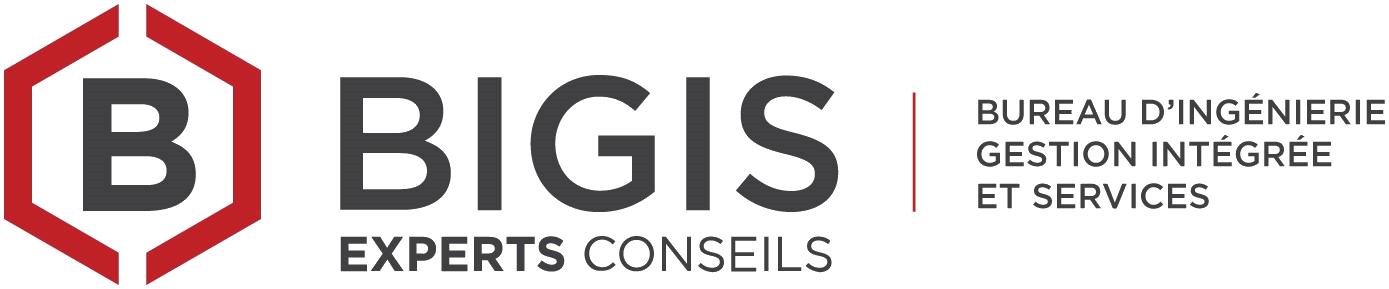 B
BIGIS
EXPERTS CONSEILS
BUREAU D'INGÉNIERIE
GESTION INTÉGRÉE
ET SERVICES